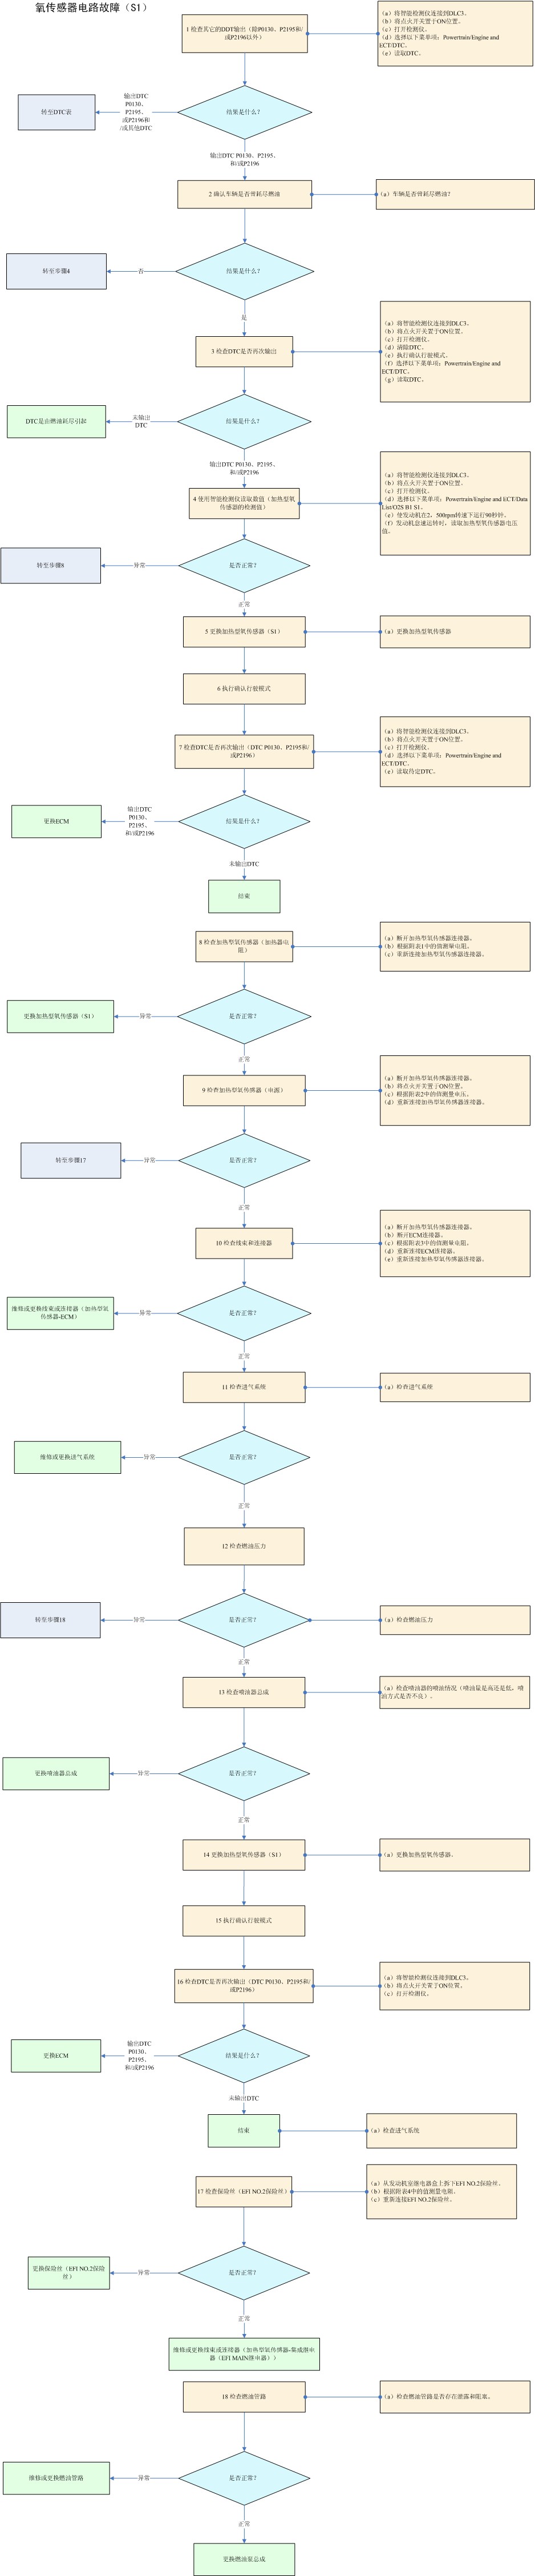 氧传感器电路故障（S1）
1 检查其它的DDT输出（除P0130、P2195和/
或P2196以外）
（a）将智能检测仪连接到DLC3。
（b）将点火开关置于ON位置。
（c）打开检测仪。
（d）选择以下菜单项：Powertrain/Engine and
ECT/DTC.
（e）读取DTC。
转至DTC表
输出DTC
P0130、
P2195、
或P2196和
/或其他DTC
结果是什么？
输出DTC P0130、P2195、
和/或P2196
2 确认车辆是否曾耗尽燃油
（a）车辆是否曾耗尽燃油？
转至步骤4
否
结果是什么？
是
3 检查DTC是否再次输出
（a）将智能检测仪连接到DLC3。
（b）将点火开关置于ON位置。
（c）打开检测仪。
（d）清除DTC。
（e）执行确认行驶模式。
（f）选择以下菜单项：Powertrain/Engine and
ECT/DTC。
（g）读取DTC。
DTC是由燃油耗尽引起
未输出
DTC
结果是什么？
输出DTC P0130、P2195、
和/或P2196
4 使用智能检测仪读取数值（加热型氧
传感器的检测值）
（a）将智能检测仪连接到DLC3。
（b）将点火开关置于ON位置。
（c）打开检测仪。
（d）选择以下菜单项：Powertrain/Engine and ECT/Data
List/O2S B1 S1。
（e）使发动机在2，500rpm转速下运行90秒钟。
（f）发动机怠速运转时，读取加热型氧传感器电压
值。
转至步骤8
异常
是否正常？
正常
5 更换加热型氧传感器（S1）
（a）更换加热型氧传感器
6 执行确认行驶模式
7 检查DTC是否再次输出（DTC P0130、P2195和/
或P2196）
（a）将智能检测仪连接到DLC3。
（b）将点火开关置于ON位置。
（c）打开检测仪。
（d）选择以下菜单项：Powertrain/Engine and
ECT/DTC。
（e）读取待定DTC。
更换ECM
输出DTC
P0130、
P2195、
和/或P2196
结果是什么？
未输出DTC
结束
8 检查加热型氧传感器（加热器电
阻）
（a）断开加热型氧传感器连接器。
（b）根据附表1中的值测量电阻。
（c）重新连接加热型氧传感器连接器。
更换加热型氧传感器（S1）
异常
是否正常？
正常
9 检查加热型氧传感器（电源）
（a）断开加热型氧传感器连接器。
（b）将点火开关置于ON位置。
（c）根据附表2中的值测量电压。
（d）重新连接加热型氧传感器连接器。
转至步骤17
异常
是否正常？
正常
10 检查线束和连接器
（a）断开加热型氧传感器连接器。
（b）断开ECM连接器。
（c）根据附表3中的值测量电阻。
（d）重新连接ECM连接器。
（e）重新连接加热型氧传感器连接器。
维修或更换线束或连接器（加热型氧
传感器-ECM）
异常
是否正常？
正常
11 检查进气系统
（a）检查进气系统
维修或更换进气系统
异常
是否正常？
正常
12 检查燃油压力
转至步骤18
异常
是否正常？
（a）检查燃油压力
正常
13 检查喷油器总成
（a）检查喷油器的喷油情况（喷油量是高还是低，喷
油方式是否不良）。
更换喷油器总成
异常
是否正常？
正常
14 更换加热型氧传感器（S1）
（a）更换加热型氧传感器。
15 执行确认行驶模式
16 检查DTC是否再次输出（DTC P0130、P2195和/
或P2196）
（a）将智能检测仪连接到DLC3。
（b）将点火开关置于ON位置。
（c）打开检测仪。
更换ECM
输出DTC
P0130、
P2195、
和/或P2196
结果是什么？
未输出DTC
结束
（a）检查进气系统
17 检查保险丝（EFI NO.2保险丝）
（a）从发动机室继电器盒上拆下EFI NO.2保险丝。
（b）根据附表4中的值测量电阻。
（c）重新连接EFI NO.2保险丝。
更换保险丝（EFI NO.2保险
丝）
异常
是否正常？
正常
维修或更换线束或连接器（加热型氧传感器-集成继电
器（EFI MAIN继电器））
18 检查燃油管路
（a）检查燃油管路是否存在泄露和阻塞。
维修或更换燃油管路
异常
是否正常？
正常
更换燃油泵总成